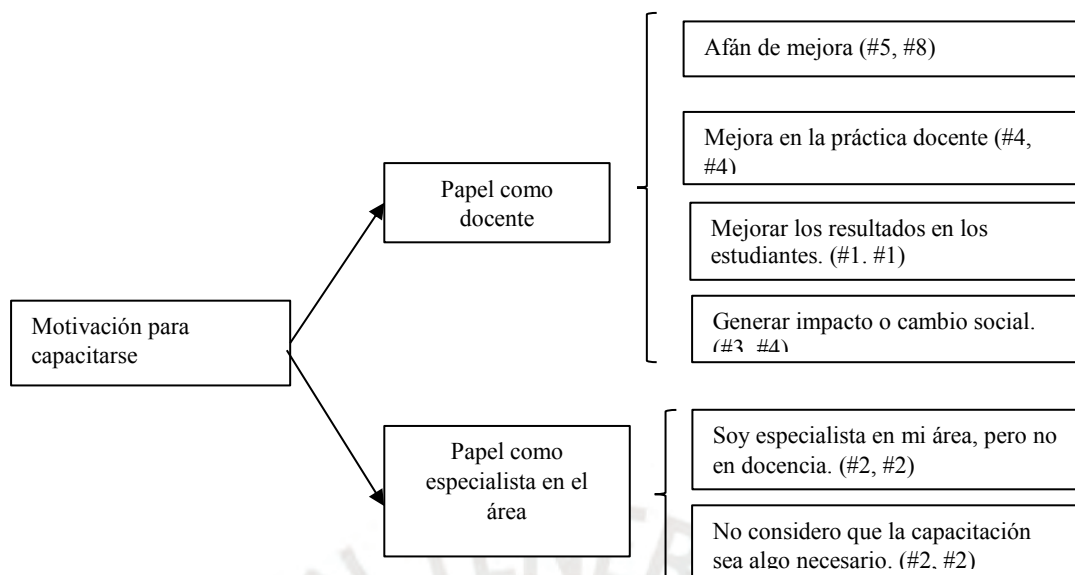 Afán de mejora (#5, #8)
Mejora en la práctica docente (#4,
#4)
Papel como
docente
Mejorar los resultados en los
estudiantes. (#1. #1)
Motivación para
capacitarse
Generar impacto o cambio social.
(#3, #4)
Papel como
especialista en el
área
Soy especialista en mi área, pero no
en docencia. (#2, #2)
No considero que la capacitación
sea algo necesario. (#2, #2)